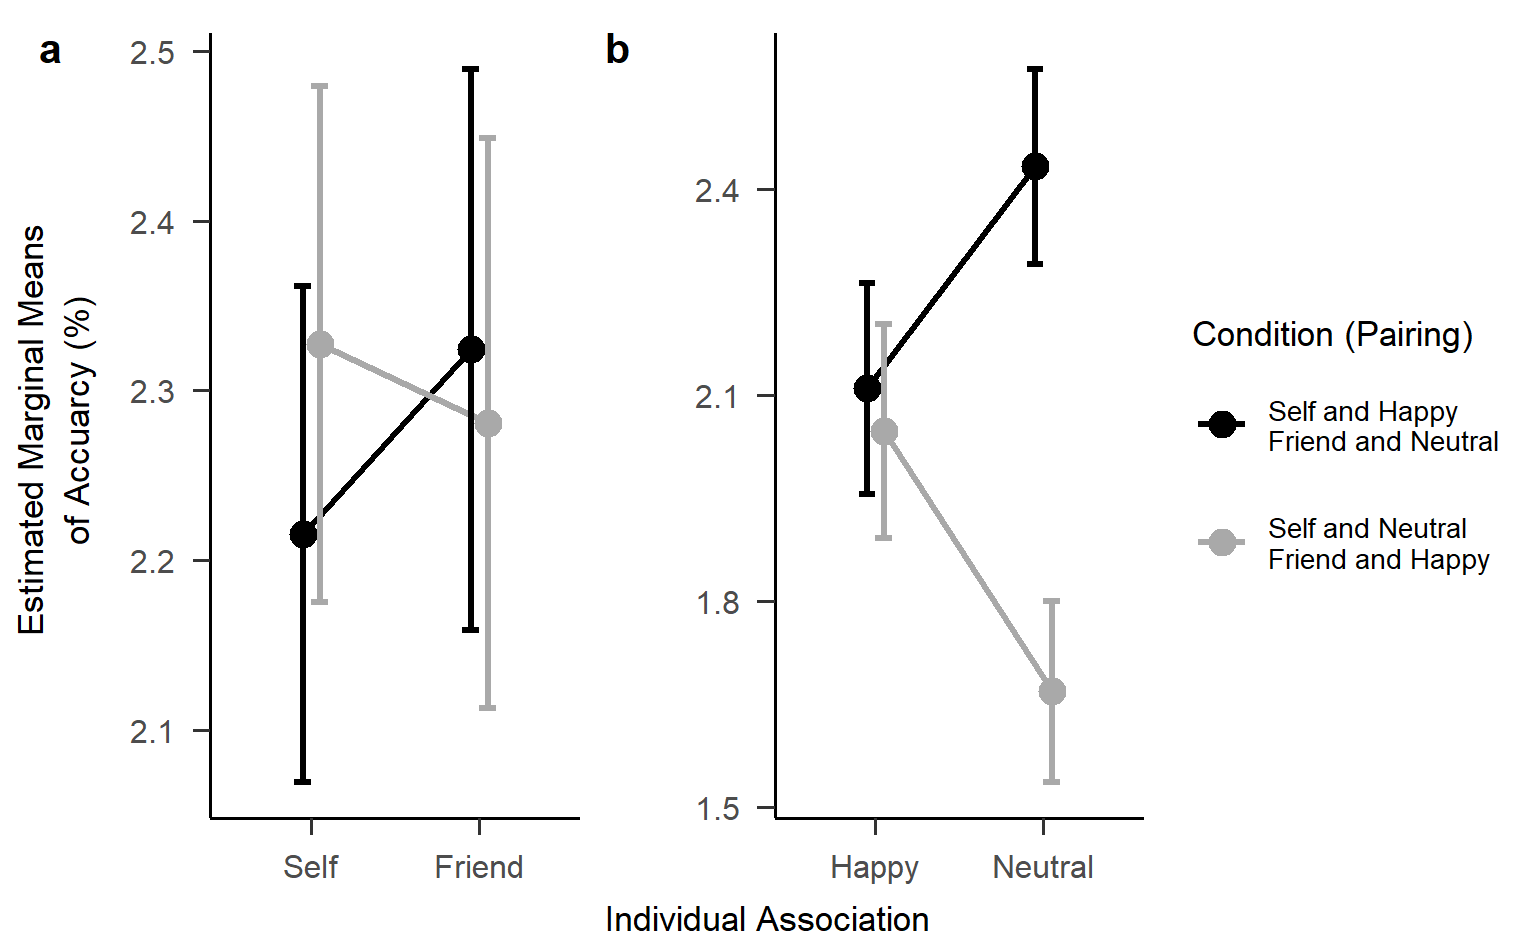 a
b
2.5
2.4
2.3
2.2
2.1
2.4
2.1
1.8
1.5
Estimated Marginal Means
of Accuarcy (%)
Self
Friend
Happy
Neutral
Individual Association
Condition (Pairing)
Self and Happy
Friend and Neutral
Self and Neutral
Friend and Happy